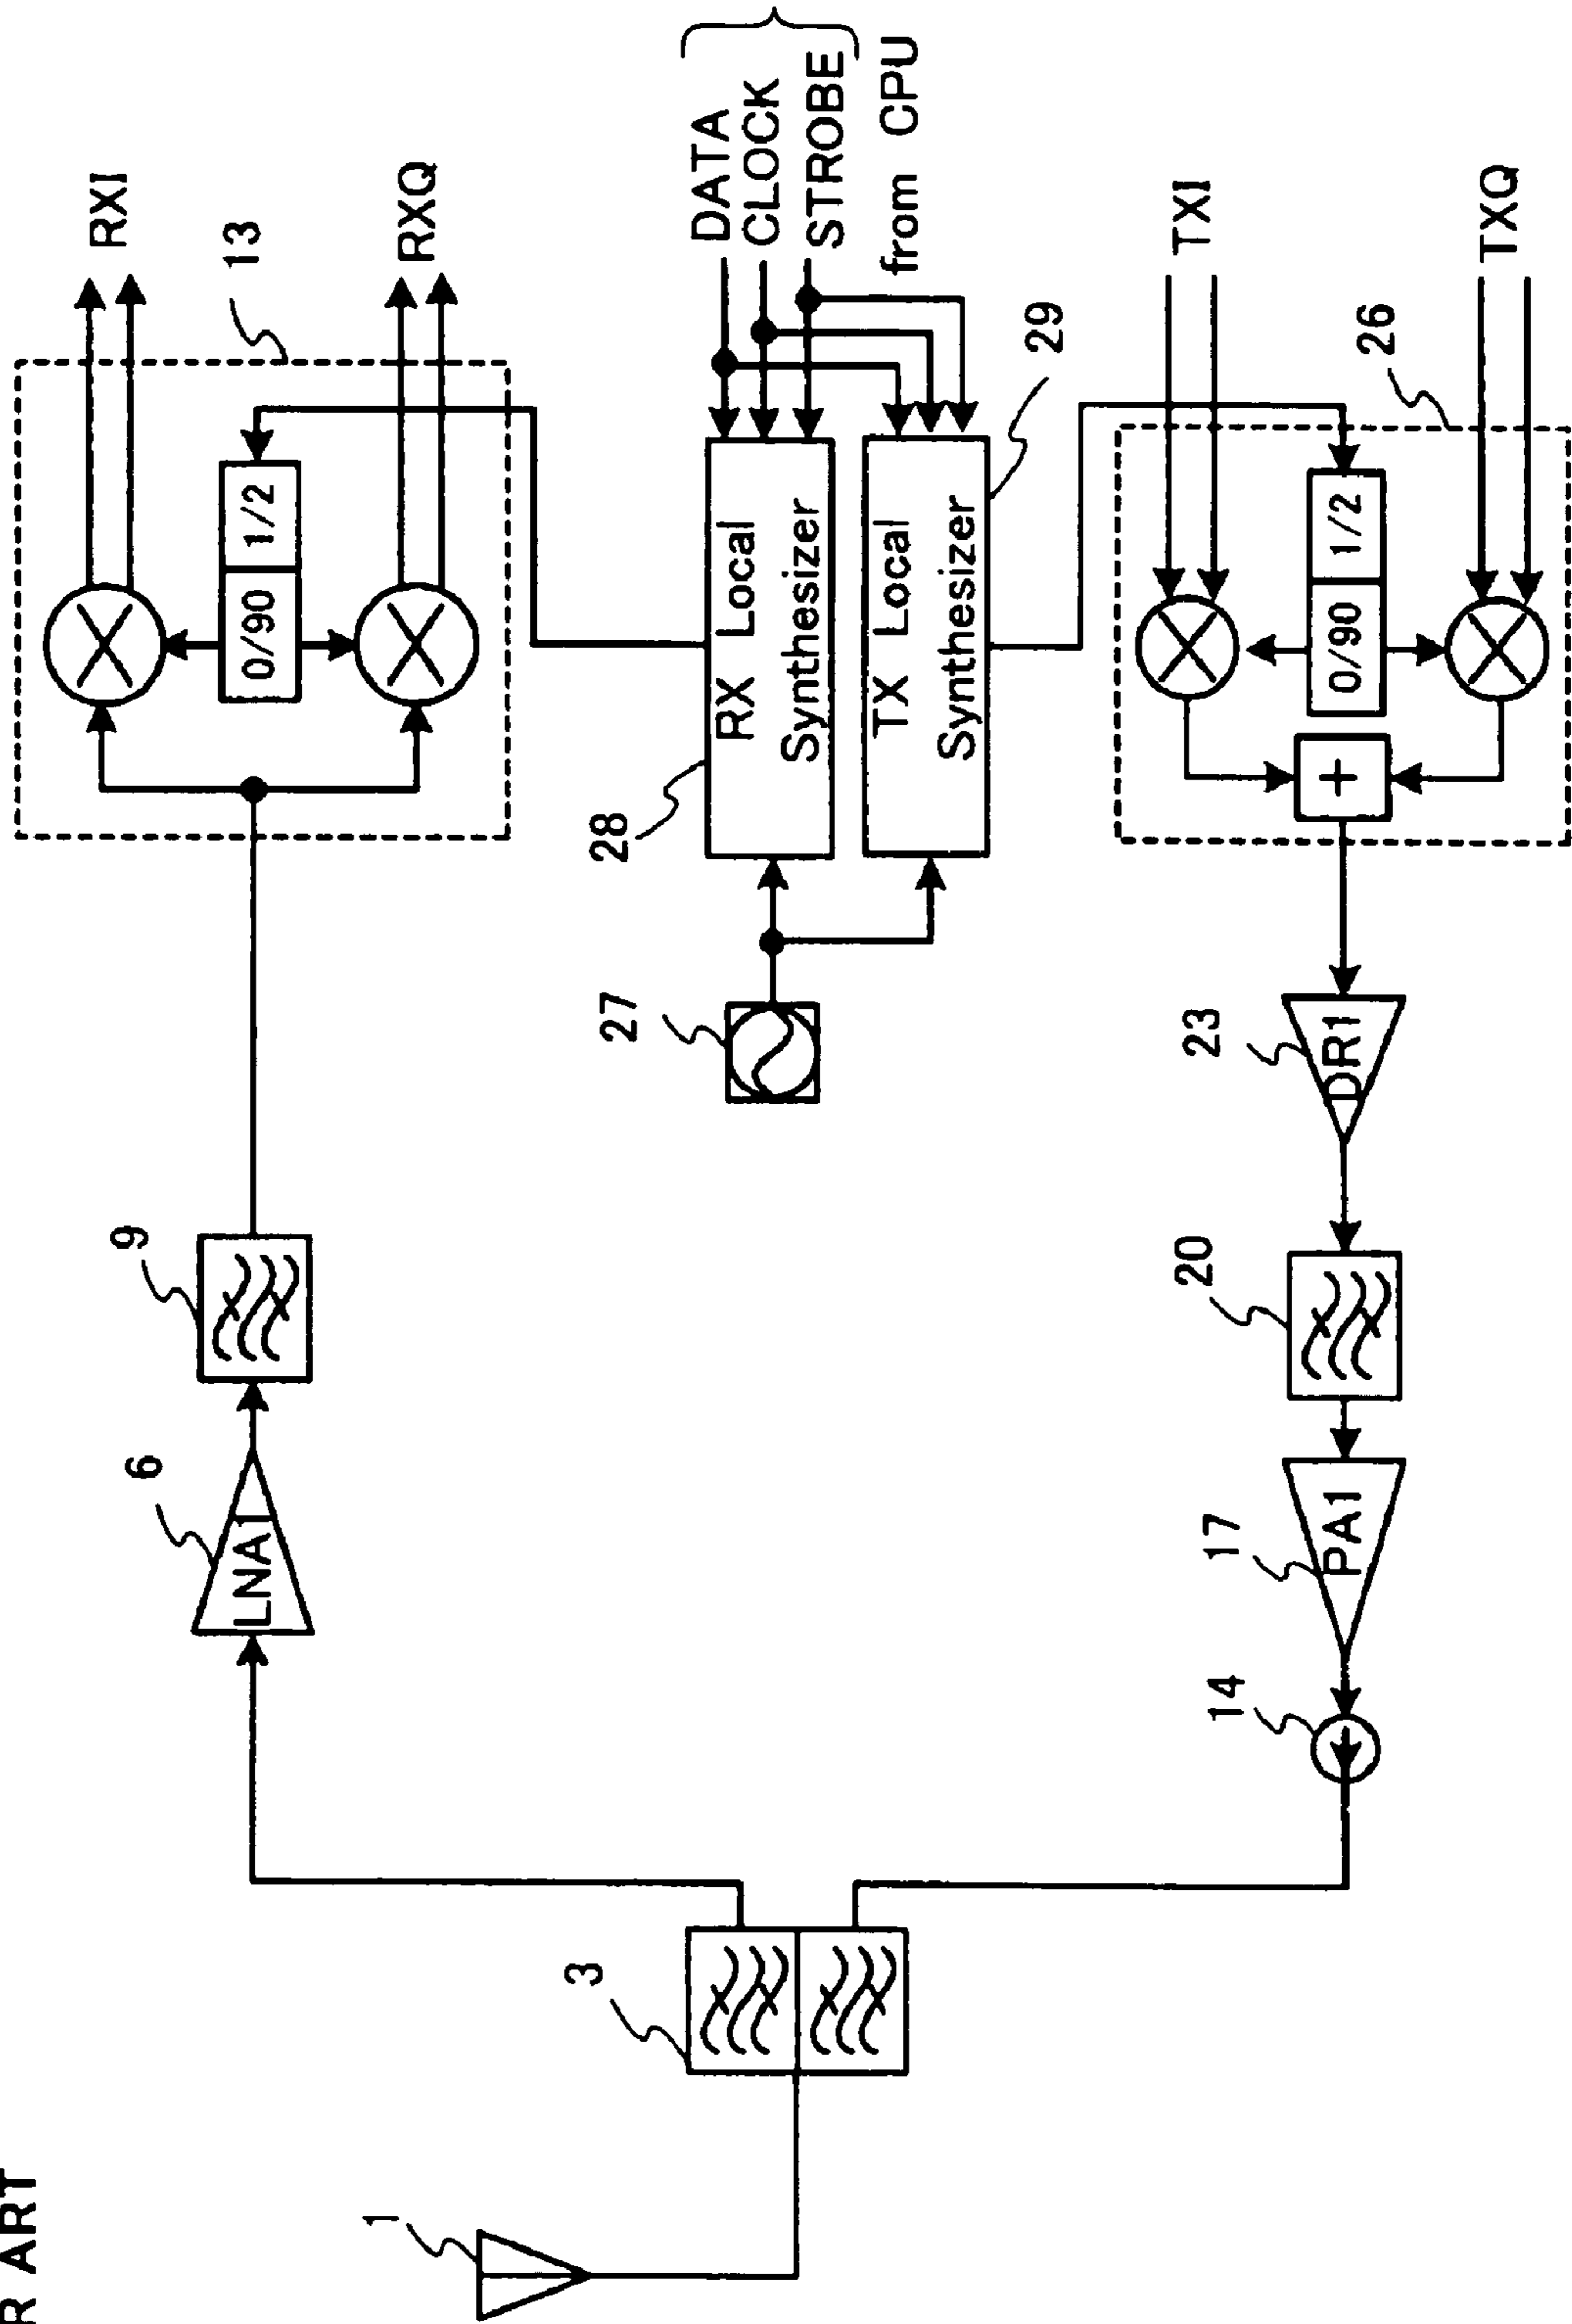 R ART
1
3
6
LNA1
9
13
RXI
RXQ
0/90
1/2
27
28
RX Local
Synthesizer
TX Local
Synthesizer
29
DATA
CLOCK
STROBE
from CPU
14
17
PA1
20
23
DR1
26
+
0/90
1/2
TXI
TXQ